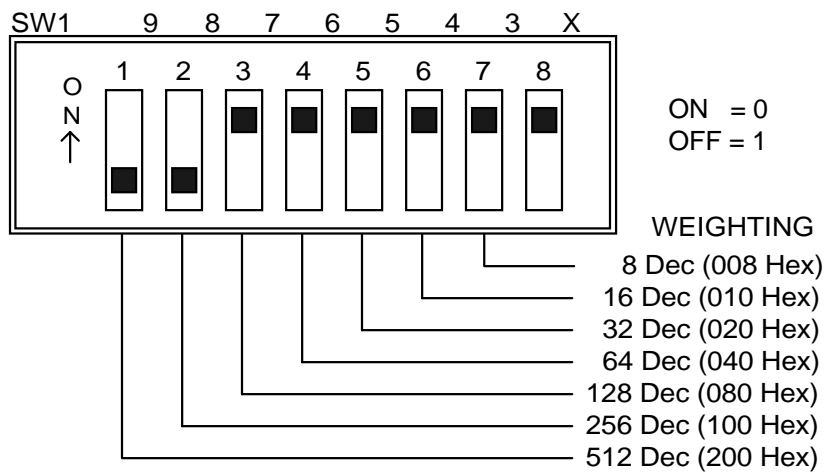 SW1 9 8 7 6 5 4 3 X
1 2 3 4 5 6 7 8
O
N
ON = 0
OFF = 1
WEIGHTING
8 Dec (008 Hex)
16 Dec (010 Hex)
32 Dec (020 Hex)
64 Dec (040 Hex)
128 Dec (080 Hex)
256 Dec (100 Hex)
512 Dec (200 Hex)